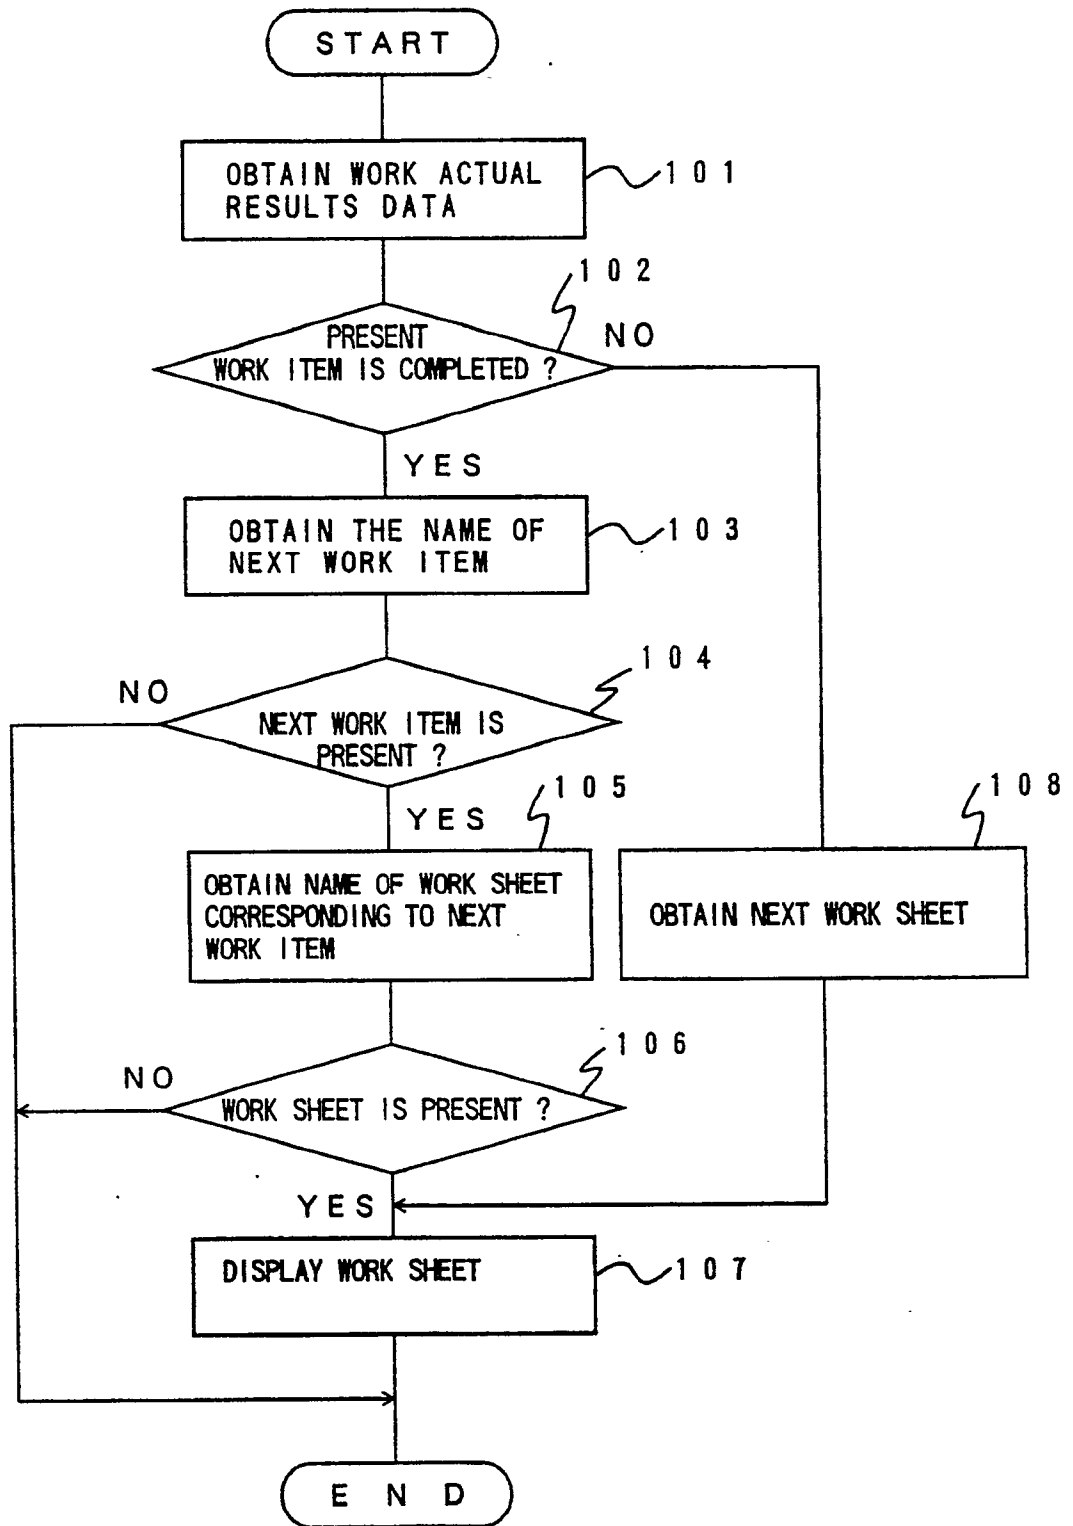 START
OBTAIN WORK ACTUAL
RESULTS DATA
101
102
PRESENT
WORK ITEM IS COMPLETED ?
NO
YES
OBTAIN THE NAME OF
NEXT WORK ITEM
103
104
NO
NEXT WORK ITEM IS
PRESENT ?
YES
105
108
OBTAIN NAME OF WORK SHEET
CORRESPONDING TO NEXT
WORK ITEM
OBTAIN NEXT WORK SHEET
106
NO
WORK SHEET IS PRESENT ?
YES
DISPLAY WORK SHEET
107
END